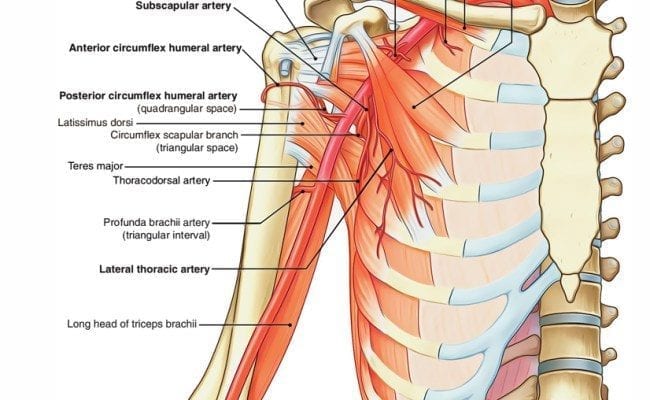 Subscapular artery
Anterior circumflex humeral artery
Posterior circumflex humeral artery
(quadrangular space)
Latissimus dorsi
Circumflex scapular branch
(triangular space)
Teres major
Thoracodorsal artery
Profunda brachii artery
(triangular interval)
Lateral thoracic artery
Long head of triceps brachii